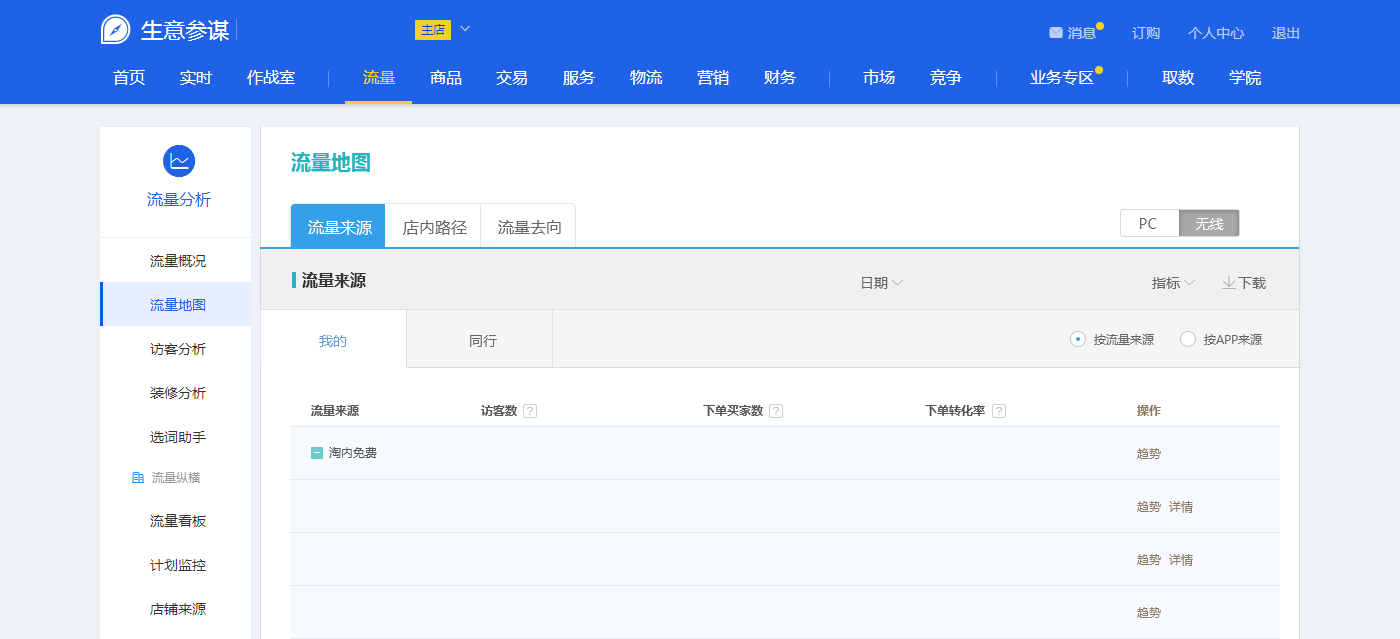 生意参谋
主店
消息 订购 个人中心 退出
首页 实时 作战室 流量 商品 交易 服务 物流 营销 财务 市场 竞争 业务专区 取数 学院
流量分析
流量概况
流量地图
访客分析
装修分析
选词助手
流量纵横
流量看板
计划监控
店铺来源
流量地图
流量来源 店内路径 流量去向
PC 无线
流量来源 日期 指标 下载
我的 同行 按流量来源 按APP来源
流量来源 访客数 ? 下单买家数 ? 下单转化率 ? 操作
淘内免费 趋势
趋势 详情
趋势 详情
趋势